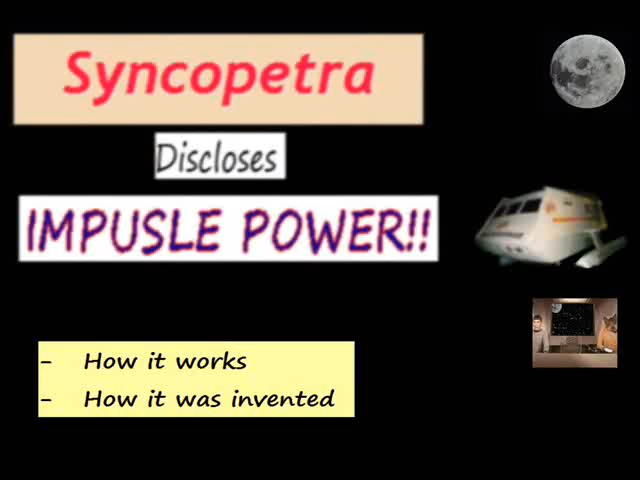 Syncopetra
Discloses
IMPUSLE POWER!!
- How it works
- How it was invented